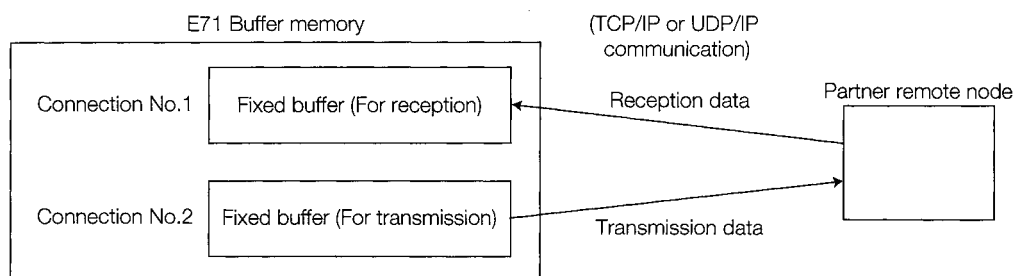 E71 Buffer memory
(TCP/IP or UDP/IP
communication)
Connection No.1
Fixed buffer (For reception)
Reception data
Partner remote node
Connection No.2
Fixed buffer (For transmission)
Transmission data